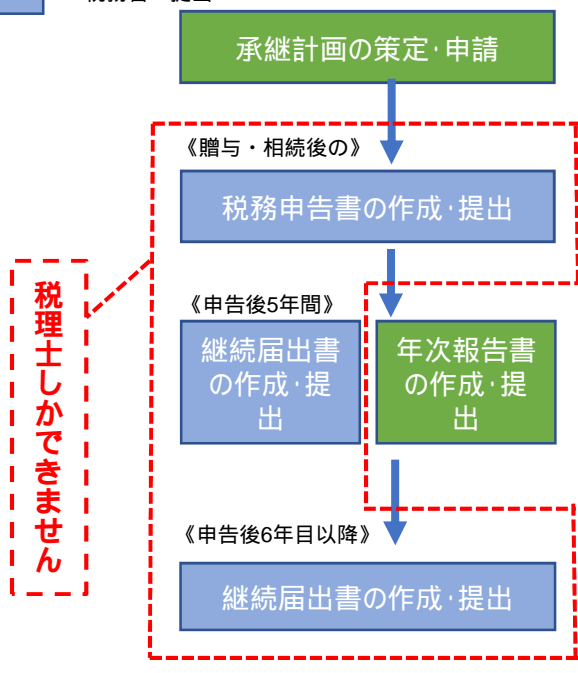 承継計画の策定･申請
《贈与・相続後の》
税務申告書の作成･提出
税理士しかできません
《申告後5年間》
継続届出書
の作成･提
出
年次報告書
の作成･提
出
《申告後6年目以降》
継続届出書の作成･提出